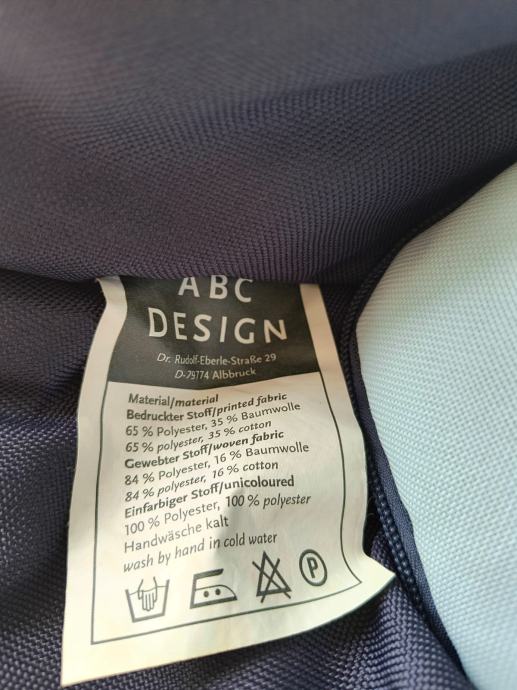 ABC
DESIGN
Dr. Rudolf-Eberle-Straße 29
D-79774 Albbruck
Material/material
Bedruckter Stoff/printed fabric
65 % Polyester, 35 % Baumwolle
65 % polyester, 35 % cotton
Gewebter Stoff/woven fabric
84 % Polyester, 16 % Baumwolle
84 % polyester, 16 % cotton
Einfarbiger Stoff/unicoloured
100 % Polyester, 100 % polyester
Handwäsche kalt
wash by hand in cold water
P